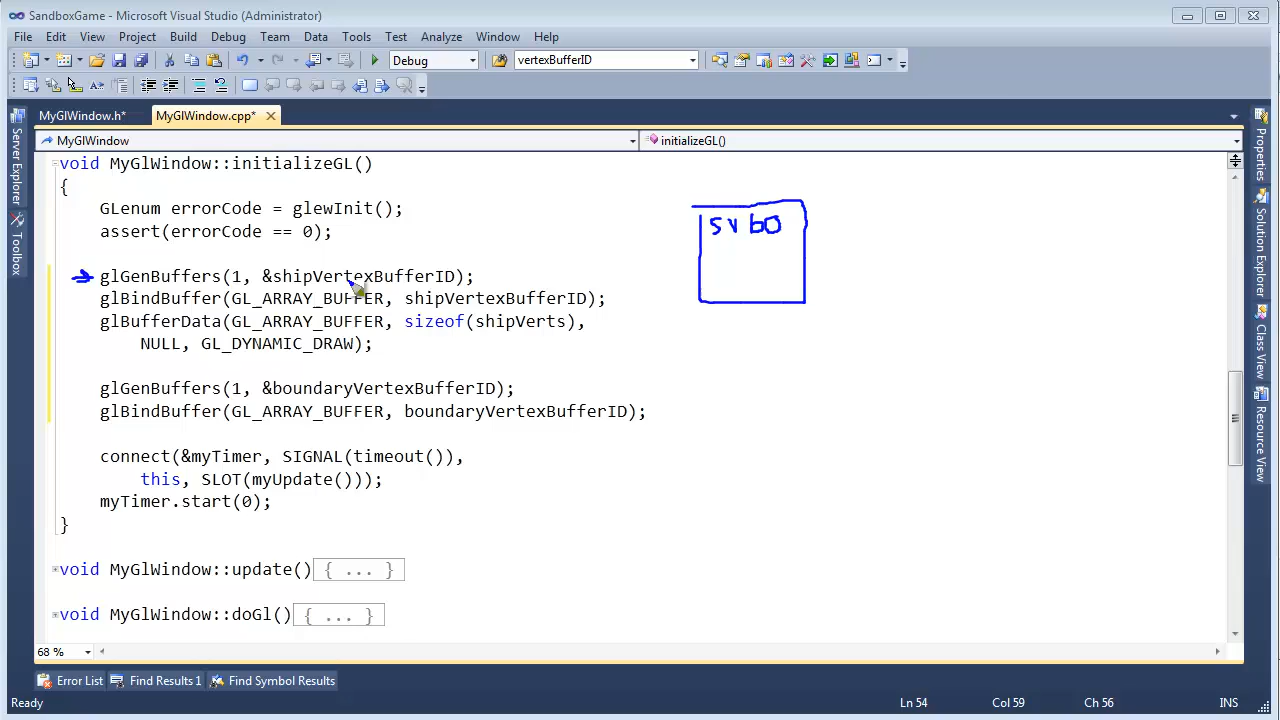 SandboxGame - Microsoft Visual Studio (Administrator)
File Edit View Project Build Debug Team Data Tools Test Analyze Window Help
Debug vertexBufferID
MyGlWindow.h* MyGlWindow.cpp*
MyGlWindow initializeGL()
void MyGlWindow::initializeGL()
{
GLenum errorCode = glewInit();
assert(errorCode == 0);
sv bo
glGenBuffers(1, &shipVertexBufferID);
glBindBuffer(GL_ARRAY_BUFFER, shipVertexBufferID);
glBufferData(GL_ARRAY_BUFFER, sizeof(shipVerts),
NULL, GL_DYNAMIC_DRAW);
glGenBuffers(1, &boundaryVertexBufferID);
glBindBuffer(GL_ARRAY_BUFFER, boundaryVertexBufferID);
connect(&myTimer, SIGNAL(timeout()),
this, SLOT(myUpdate()));
myTimer.start(0);
}
void MyGlWindow::update(){ ... }
void MyGlWindow::doGl(){ ... }
68 %
Error List Find Results 1 Find Symbol Results
Ready Ln 54 Col 59 Ch 56 INS
Server Explorer
Toolbox
Properties
Solution Explorer
Class View
Resource View